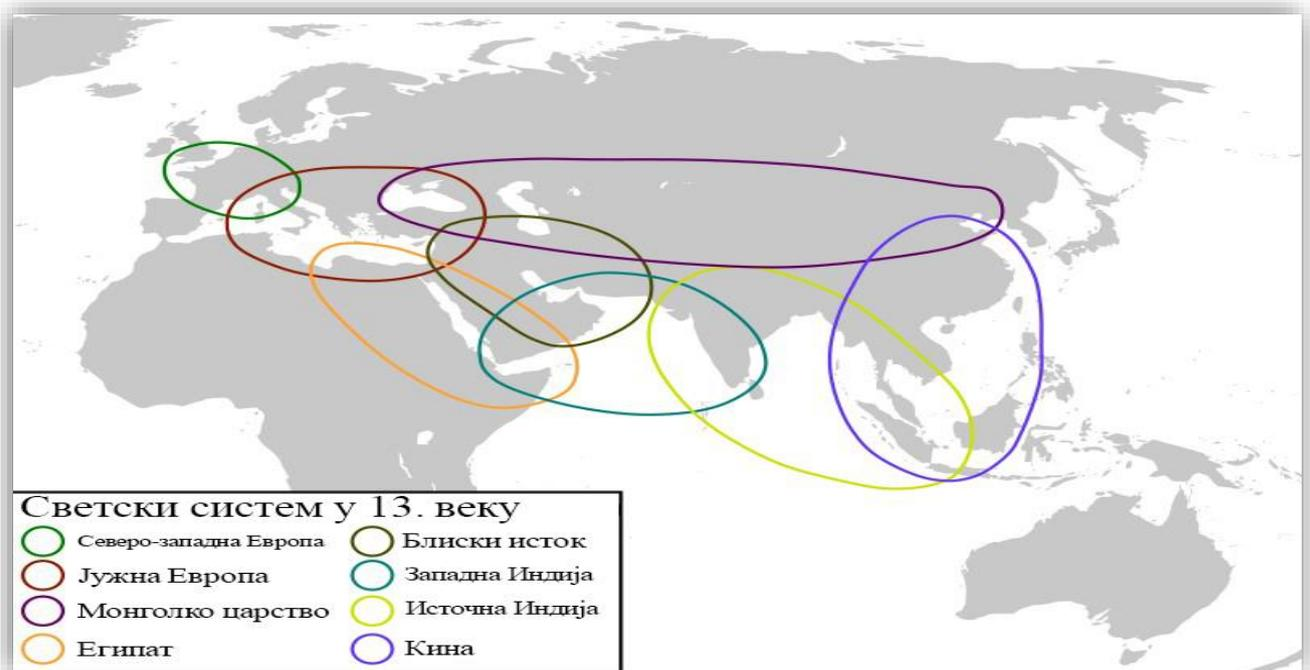 Светски систем у 13. веку
Северо-западна Европа
Јужна Европа
Монголко царство
Египат
Блиски исток
Западна Индија
Источна Индија
Кина